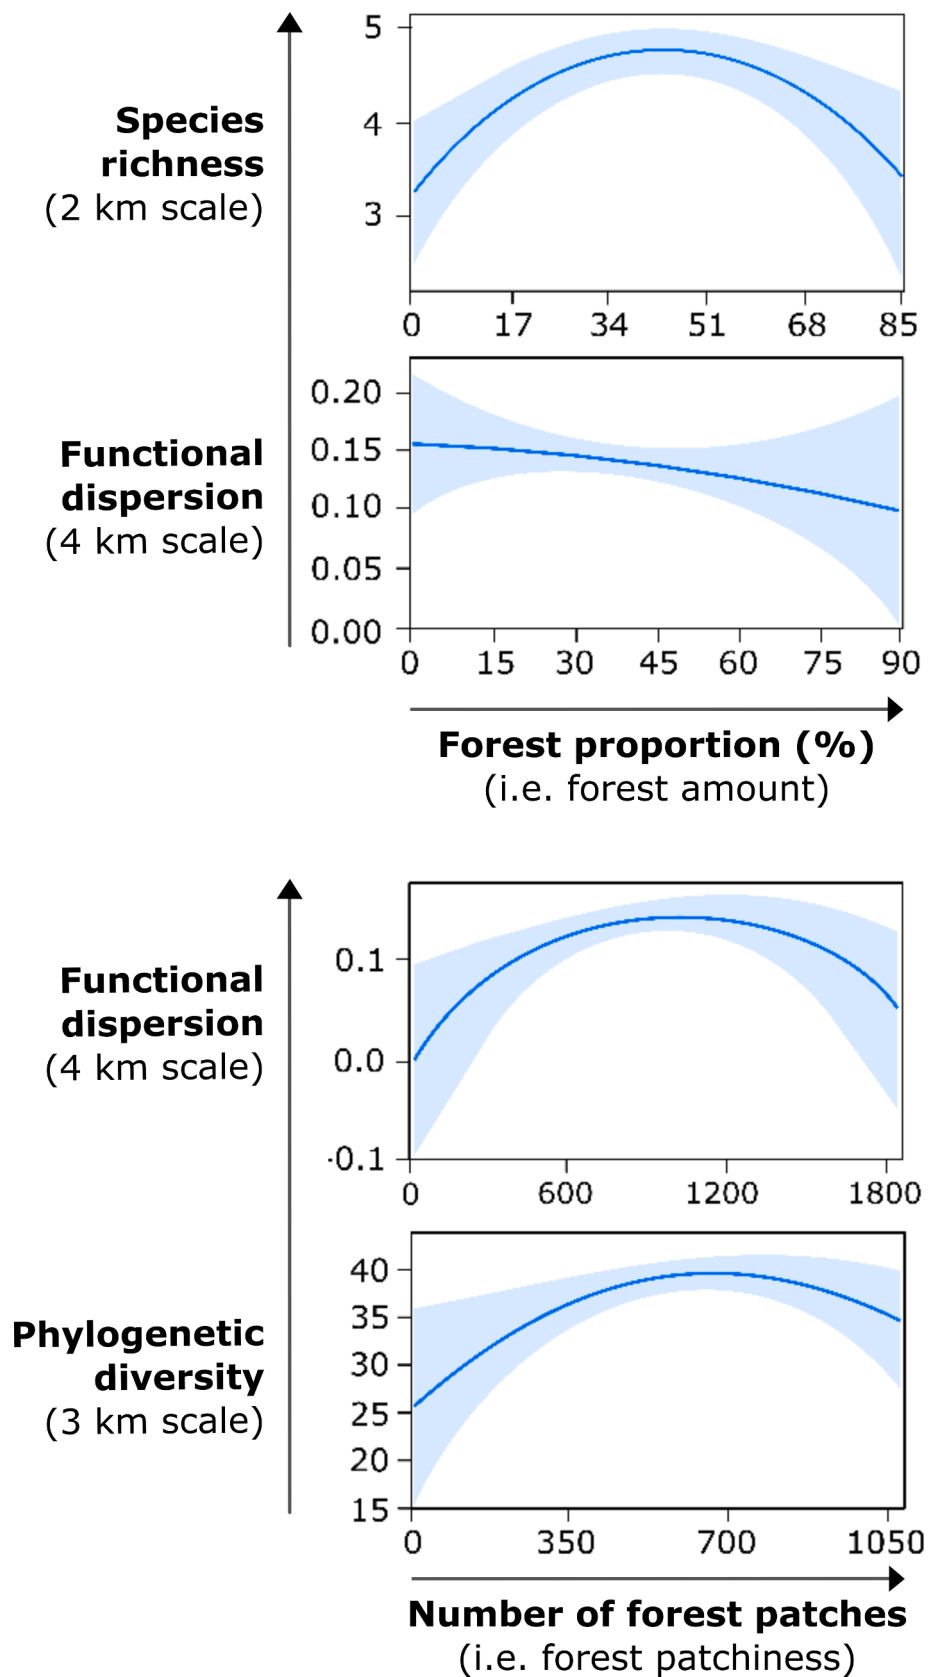 Species
richness
(2 km scale)
5
4
3
0 17 34 51 68 85
Functional
dispersion
(4 km scale)
0.20
0.15
0.10
0.05
0.00
0 15 30 45 60 75 90
Forest proportion (%)
(i.e. forest amount)
Functional
dispersion
(4 km scale)
0.1
0.0
-0.1
0 600 1200 1800
Phylogenetic
diversity
(3 km scale)
40
35
30
25
20
15
0 350 700 1050
Number of forest patches
(i.e. forest patchiness)